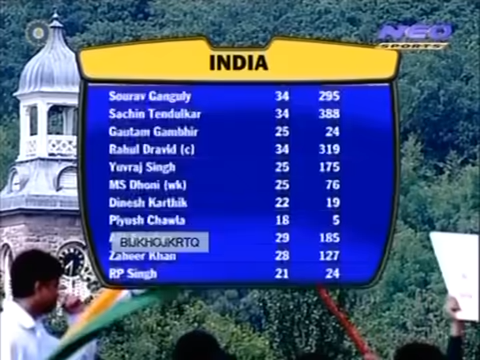 NEO
SPORTS
INDIA
Sourav Ganguly 34 295
Sachin Tendulkar 34 388
Gautam Gambhir 25 24
Rahul Dravid (c) 34 319
Yuvraj Singh 25 175
MS Dhoni (wk) 25 76
Dinesh Karthik 22 19
Piyush Chawla 18 5
BIJKHOJKRTQ 29 185
Zaheer Khan 28 127
RP Singh 21 24